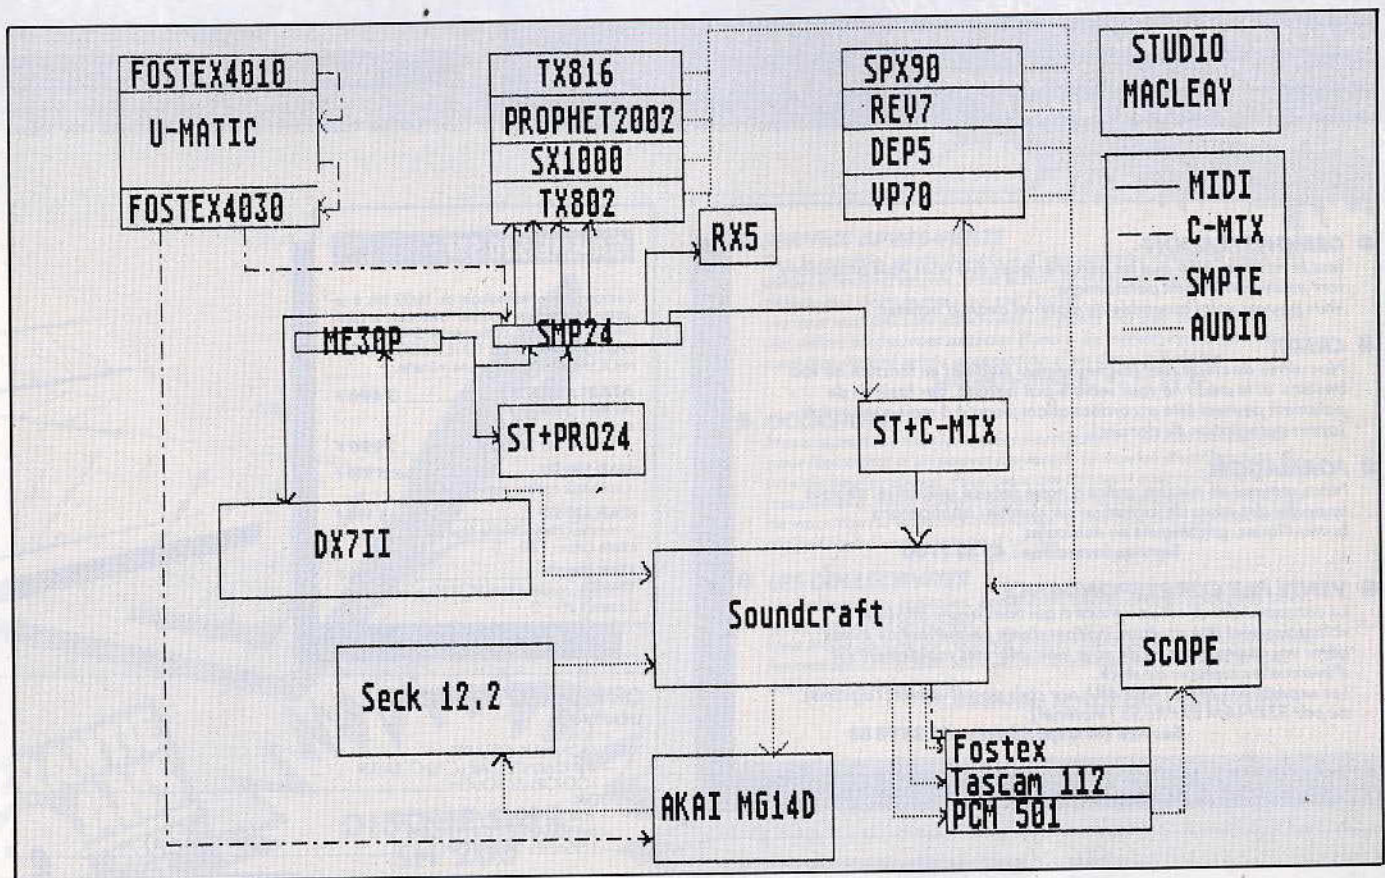 FOSTEX4010
U-MATIC
FOSTEX4030
TX816
PROPHET2002
SX1000
TX802
RX5
SPX90
REV7
DEP5
VP70
STUDIO
MACLEAY
MIDI
C-MIX
SMPTE
AUDIO
ME30P
SMP24
ST+PRO24
ST+C-MIX
DX7II
Soundcraft
Seck 12.2
SCOPE
AKAI MG14D
Fostex
Tascam 112
PCM 501